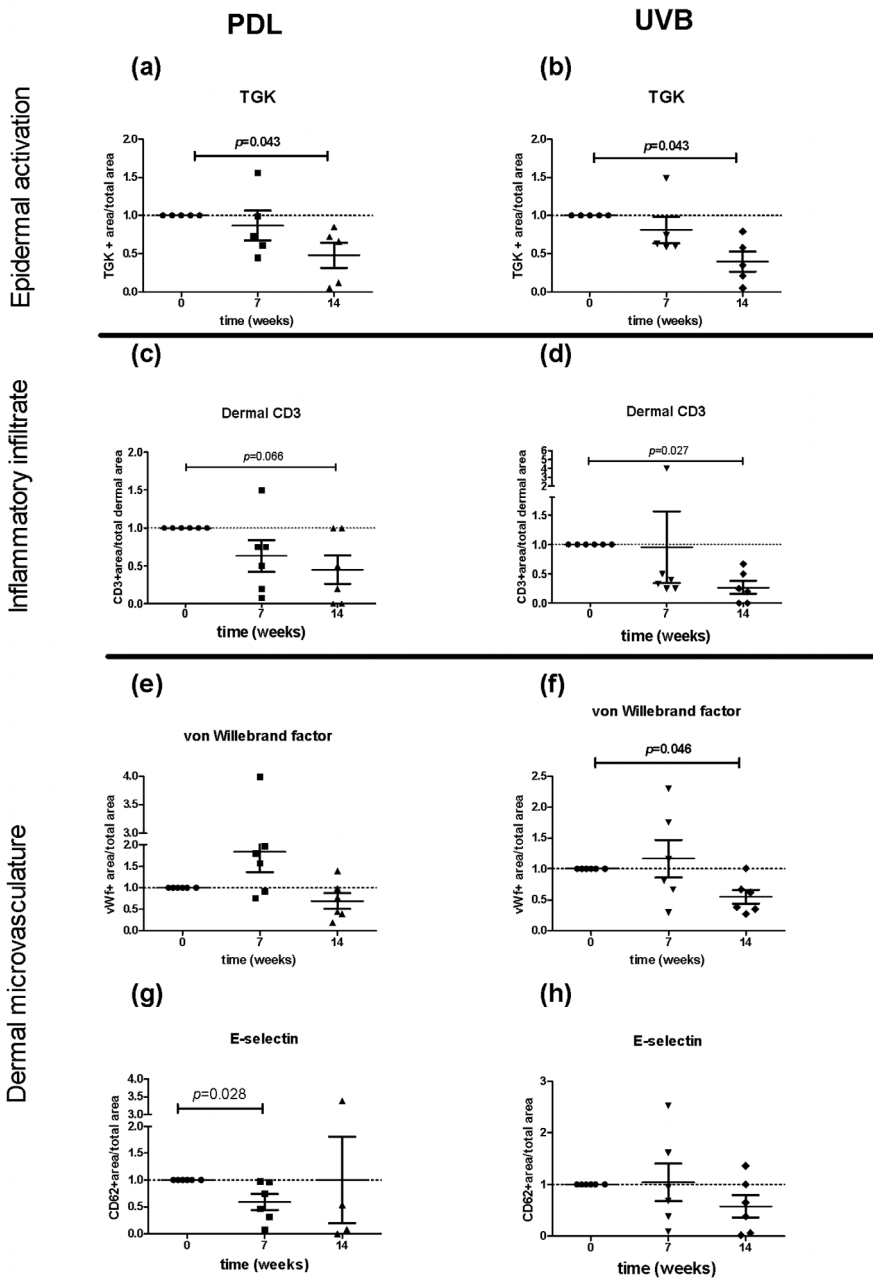 PDL
UVB
Epidermal activation
(a)
TGK
p=0.043
TGK + area/total area
2.0
1.5
1.0
0.5
0.0
0
7
14
time (weeks)
(b)
TGK
p=0.043
TGK + area/total area
2.0
1.5
1.0
0.5
0.0
0
7
14
time (weeks)
Inflammatory infiltrate
(c)
Dermal CD3
p=0.066
CD3+area/total dermal area
2.0
1.5
1.0
0.5
0.0
0
7
14
time (weeks)
(d)
Dermal CD3
p=0.027
CD3+area/total dermal area
6
5
4
3
2
1.5
1.0
0.5
0.0
0
7
14
time (weeks)
Dermal microvasculature
(e)
von Willebrand factor
vWf+ area/total area
4.0
3.5
3.0
2.0
1.5
1.0
0.5
0.0
0
7
14
time (weeks)
(f)
von Willebrand factor
p=0.046
vWf+ area/total area
2.5
2.0
1.5
1.0
0.5
0.0
0
7
14
time (weeks)
(g)
E-selectin
p=0.028
CD62+area/total area
4.0
3.5
3.0
2.0
1.5
1.0
0.5
0.0
0
7
14
time (weeks)
(h)
E-selectin
CD62+area/total area
3
2
1
0
0
7
14
time (weeks)